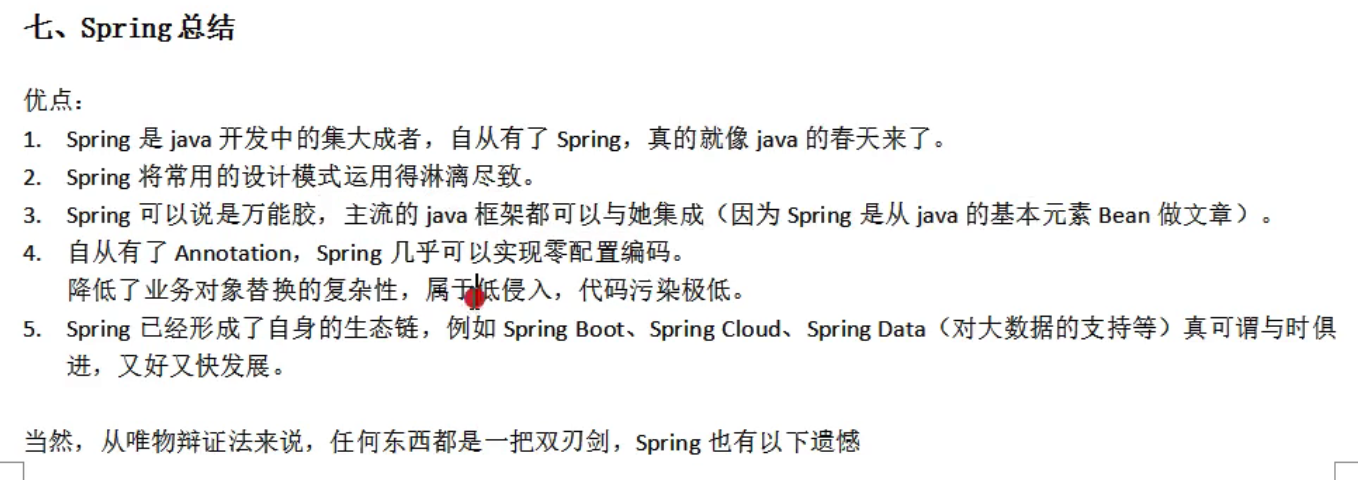 七、Spring总结
优点：
1. Spring 是 java 开发中的集大成者，自从有了 Spring，真的就像 java 的春天来了。
2. Spring 将常用的设计模式运用得淋漓尽致。
3. Spring 可以说是万能胶，主流的 java 框架都可以与她集成（因为 Spring 是从 java 的基本元素 Bean 做文章）。
4. 自从有了 Annotation，Spring 几乎可以实现零配置编码。
降低了业务对象替换的复杂性，属于低侵入，代码污染极低。
5. Spring 已经形成了自身的生态链，例如 Spring Boot、Spring Cloud、Spring Data（对大数据的支持等）真可谓与时俱
进，又好又快发展。
当然，从唯物辩证法来说，任何东西都是一把双刃剑，Spring 也有以下遗憾